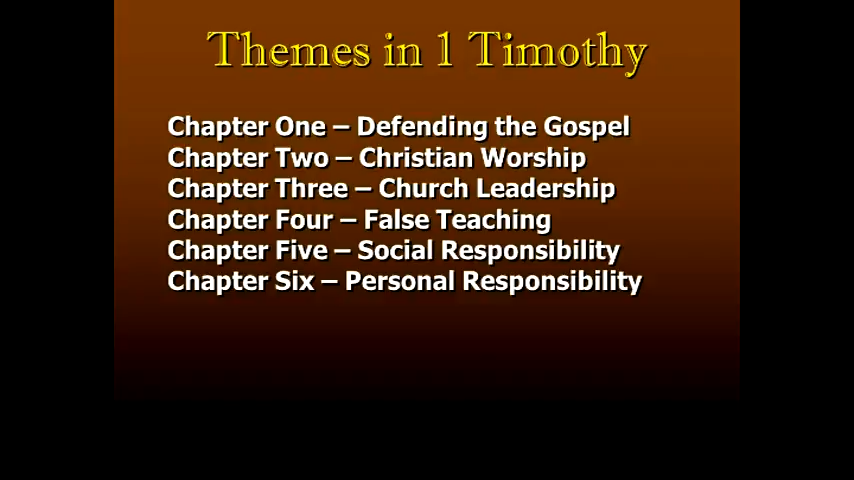 Themes in 1 Timothy
Chapter One – Defending the Gospel
Chapter Two – Christian Worship
Chapter Three – Church Leadership
Chapter Four – False Teaching
Chapter Five – Social Responsibility
Chapter Six – Personal Responsibility